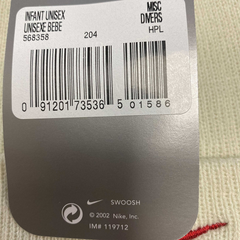 INFANT UNISEX
UNISEXE BEBE
568358
204
MISC
DIVERS
HPL
0 91201 73536 5 01586
SWOOSH
© 2002 Nike, Inc.
IM# 119712